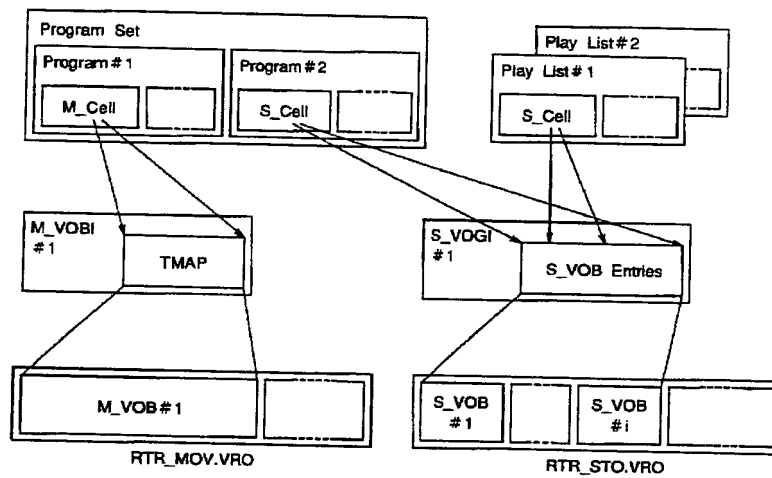 Program Set
Program#1
Program#2
M_Cell
S_Cell
Play List#2
Play List#1
S_Cell
M_VOBI
#1
TMAP
S_VOGI
#1
S_VOB Entries
M_VOB#1
S_VOB
#1
S_VOB
#i
RTR_MOV.VRO
RTR_STO.VRO